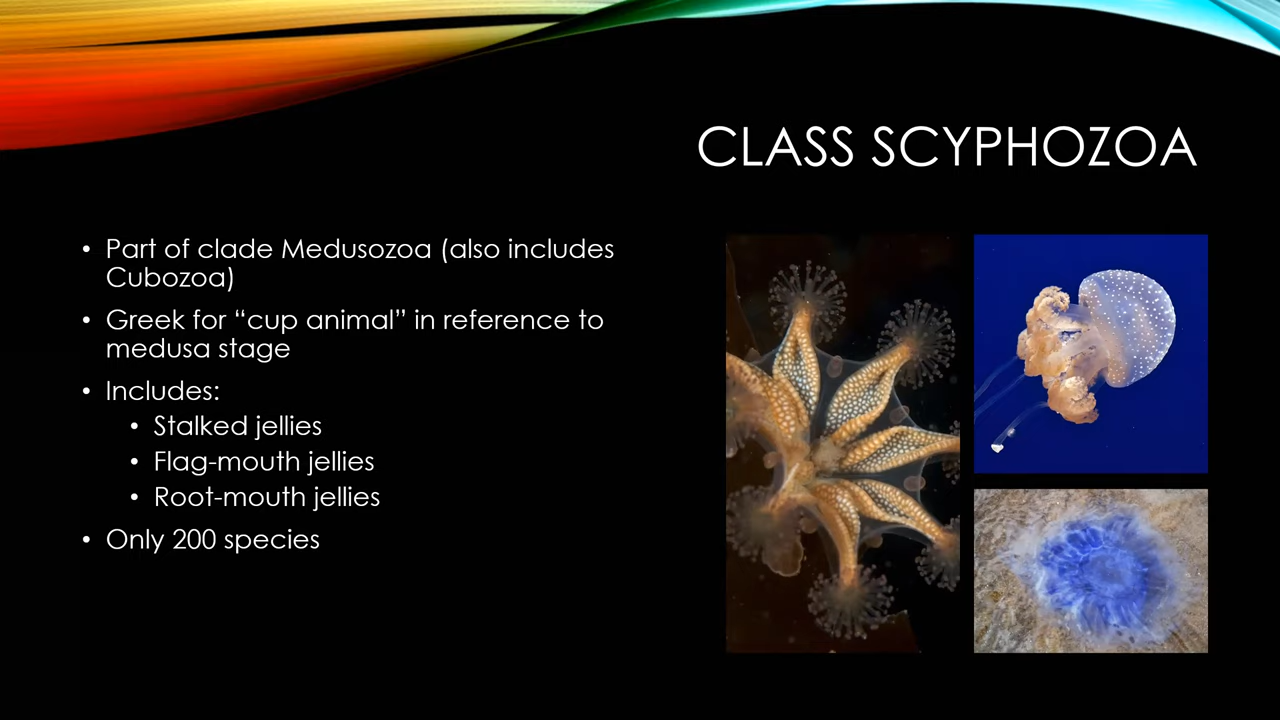 CLASS SCYPHOZOA
• Part of clade Medusozoa (also includes
Cubozoa)
• Greek for “cup animal” in reference to
medusa stage
• Includes:
• Stalked jellies
• Flag-mouth jellies
• Root-mouth jellies
• Only 200 species